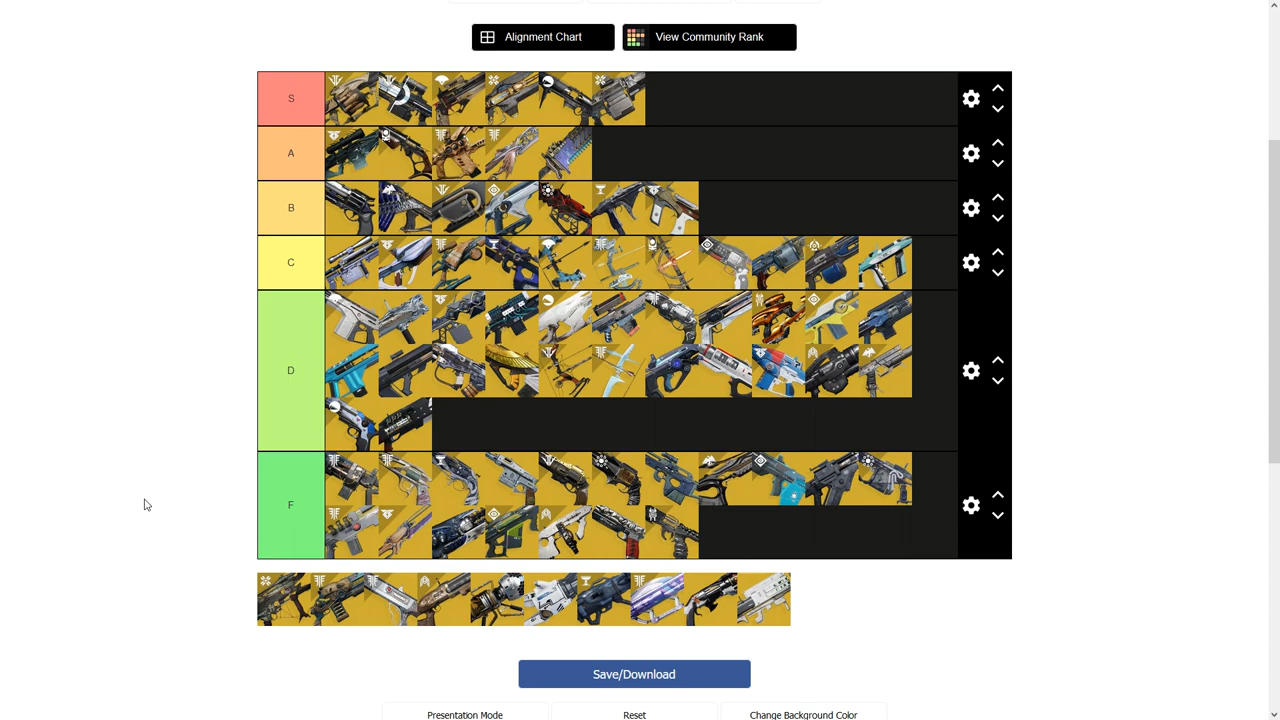 Alignment Chart
View Community Rank
S
A
B
C
D
F
Save/Download
Presentation Mode
Reset
Change Background Color